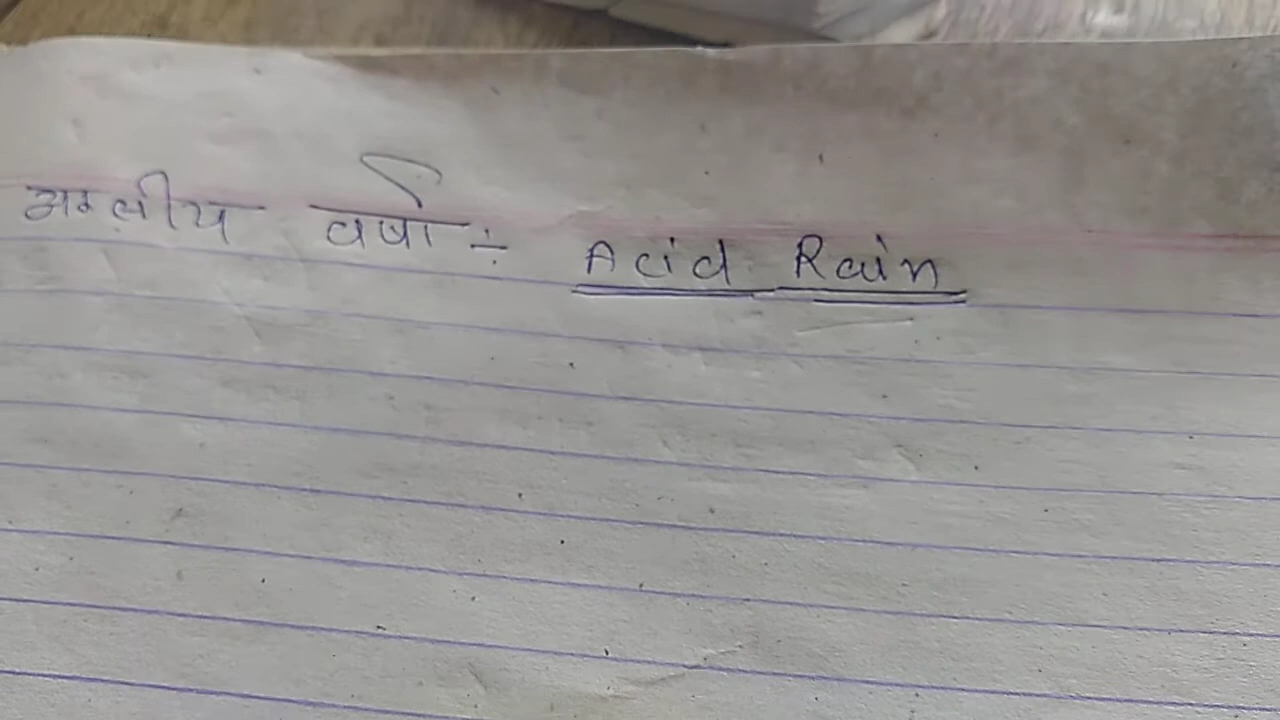 अम्लीय वर्षा :- Acid Rain